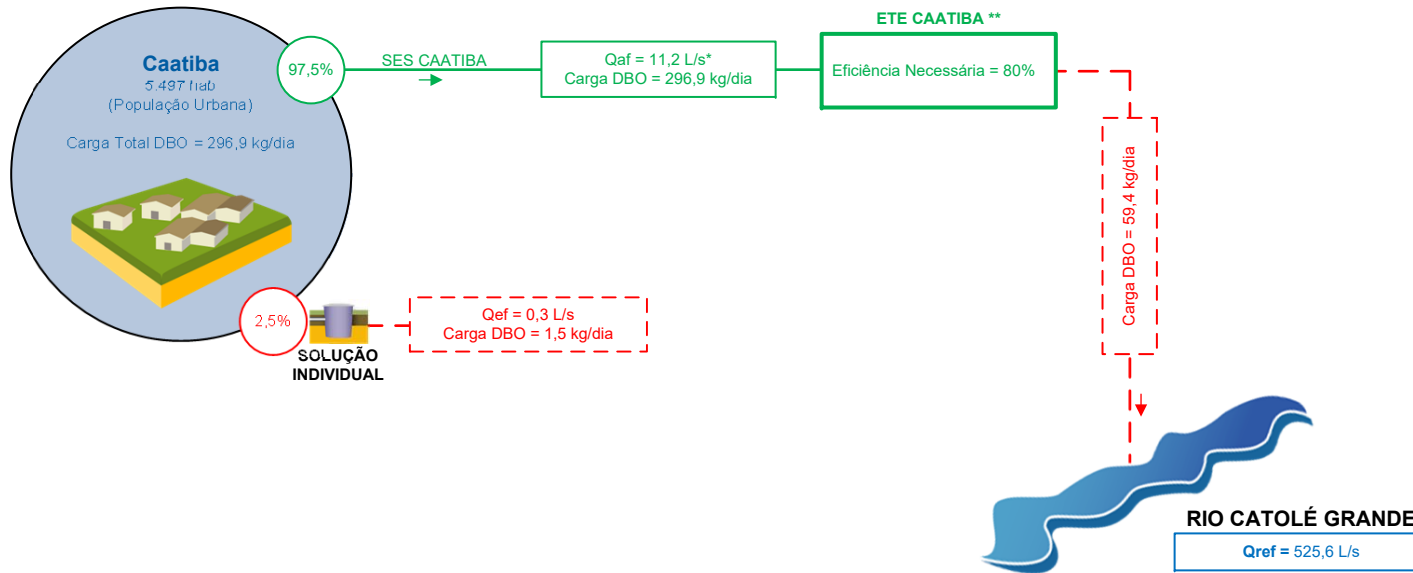 ETE CAATIBA **
Caatiba
5.497 hab
(População Urbana)
Carga Total DBO = 296,9 kg/dia
97,5%
SES CAATIBA
Qaf = 11,2 L/s*
Carga DBO = 296,9 kg/dia
Eficiência Necessária = 80%
Carga DBO = 59,4 kg/dia
2,5%
SOLUÇÃO
INDIVIDUAL
Qef = 0,3 L/s
Carga DBO = 1,5 kg/dia
RIO CATOLÉ GRANDE
Qref = 525,6 L/s